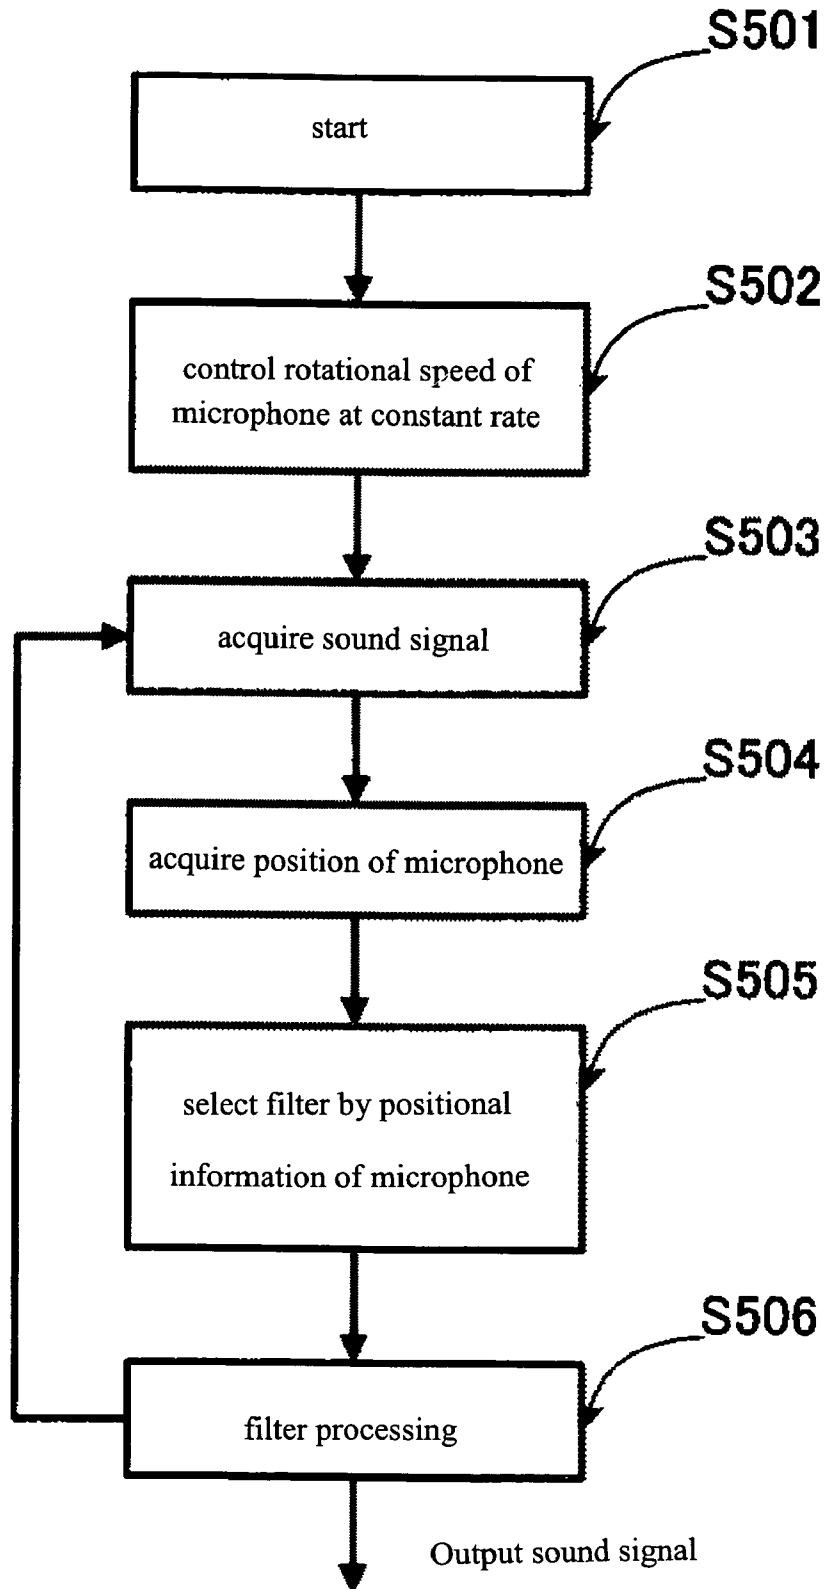 S501
start
S502
control rotational speed of
microphone at constant rate
S503
acquire sound signal
S504
acquire position of microphone
S505
select filter by positional
information of microphone
S506
filter processing
Output sound signal